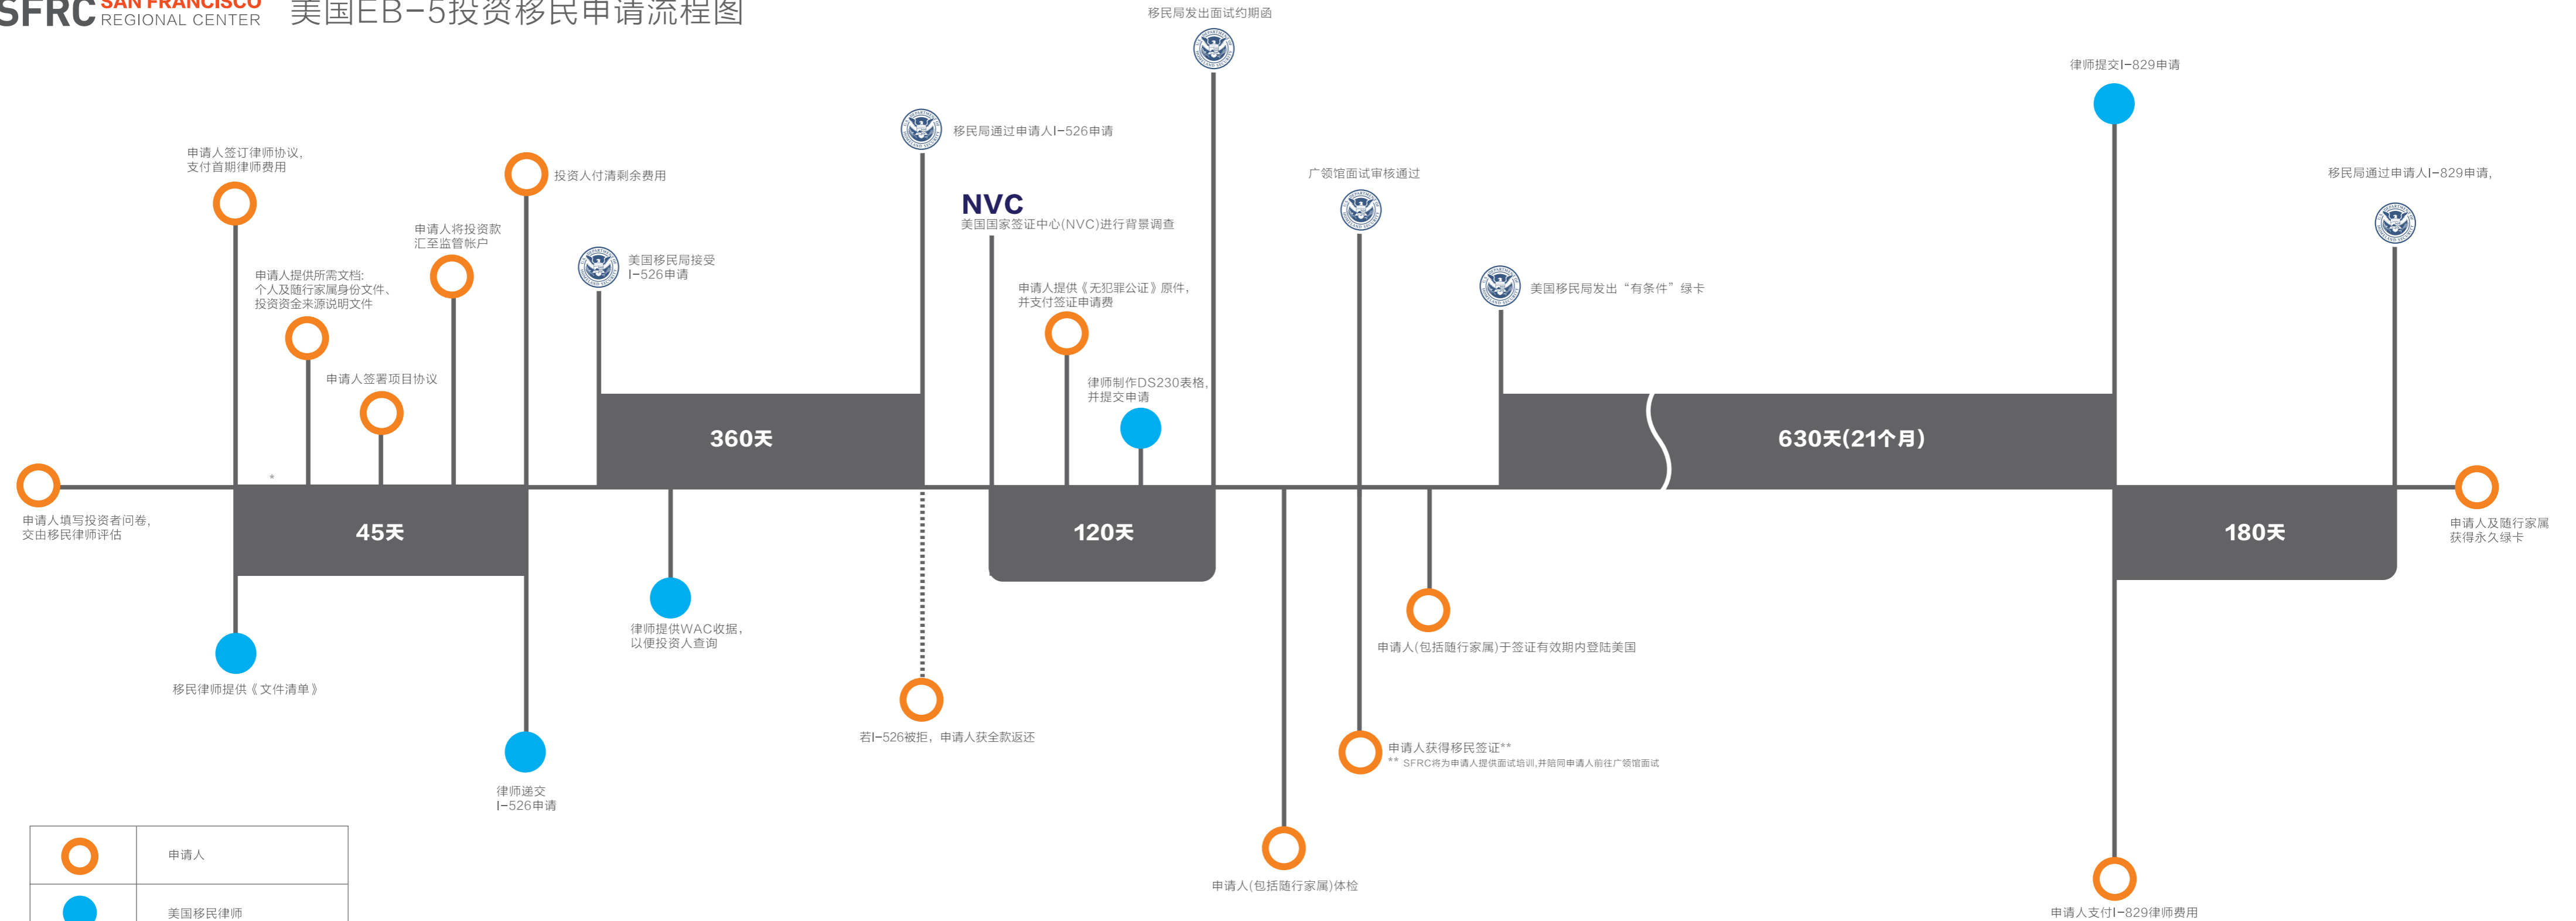 SFRC SAN FRANCISCO
REGIONAL CENTER
美国EB-5投资移民申请流程图
移民局发出面试约期函
律师提交I-829申请
申请人签订律师协议,
支付首期律师费用
投资人付清剩余费用
移民局通过申请人I-526申请
广领馆面试审核通过
移民局通过申请人I-829申请,
NVC
美国国家签证中心(NVC)进行背景调查
申请人将投资款
汇至监管帐户
申请人提供所需文档:
个人及随行家属身份文件、
投资资金来源说明文件
美国移民局接受
I-526申请
申请人提供《无犯罪公证》原件,
并支付签证申请费
美国移民局发出“有条件”绿卡
申请人签署项目协议
律师制作DS230表格,
并提交申请
360天
630天(21个月)
*
申请人填写投资者问卷,
交由移民律师评估
45天
120天
180天
申请人及随行家属
获得永久绿卡
律师提供WAC收据,
以便投资人查询
申请人(包括随行家属)于签证有效期内登陆美国
移民律师提供《文件清单》
若I-526被拒, 申请人获全款返还
申请人获得移民签证**
** SFRC将为申请人提供面试培训,并陪同申请人前往广领馆面试
律师递交
I-526申请
申请人
申请人(包括随行家属)体检
美国移民律师
申请人支付I-829律师费用